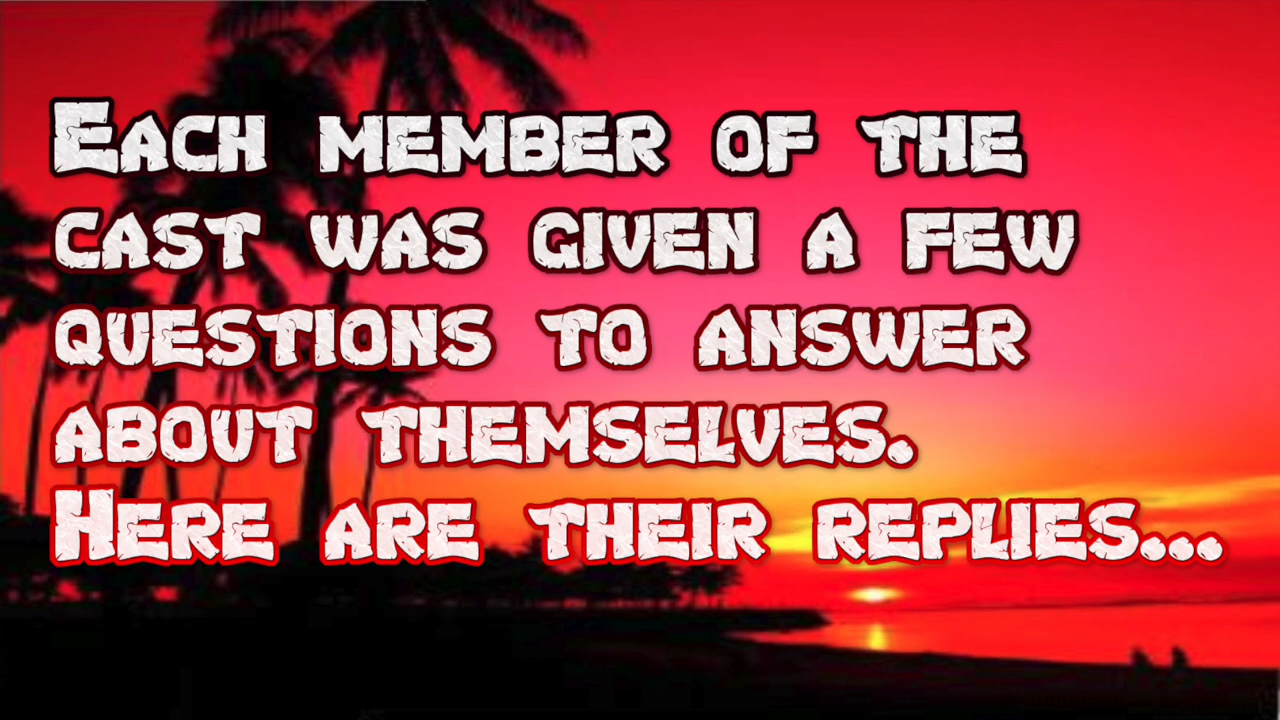 Each member of the
cast was given a few
questions to answer
about themselves.
Here are their replies...